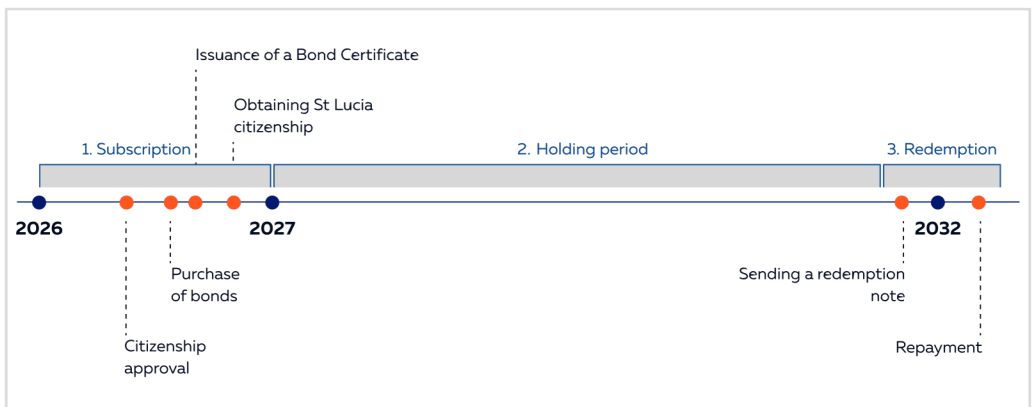 Issuance of a Bond Certificate
Obtaining St Lucia
citizenship
1. Subscription
2. Holding period
3. Redemption
2026
2027
2032
Purchase
of bonds
Sending a redemption
note
Citizenship
approval
Repayment